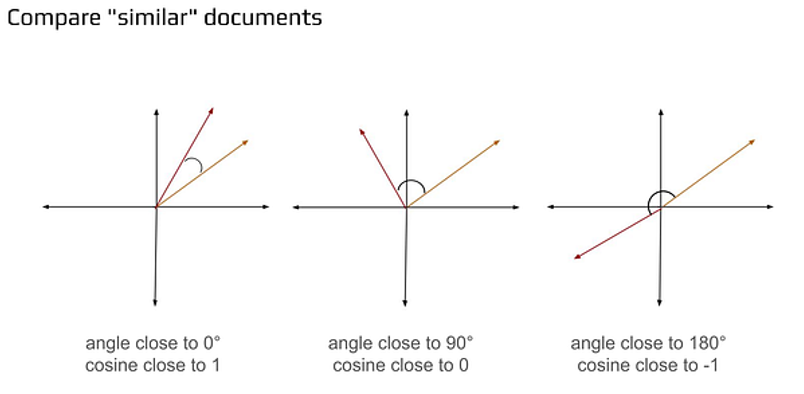 Compare "similar" documents
angle close to 0°
cosine close to 1
angle close to 90°
cosine close to 0
angle close to 180°
cosine close to -1